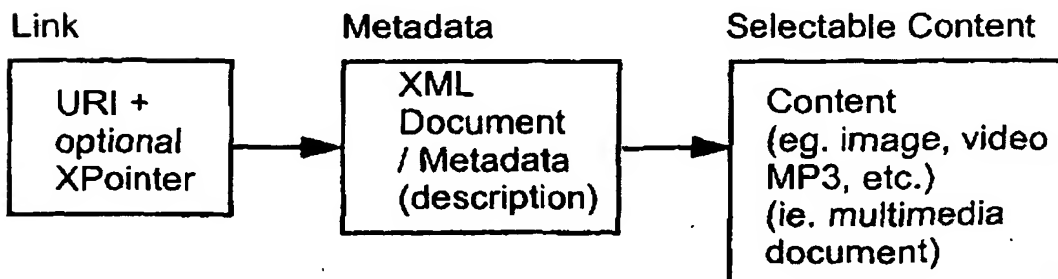 Link
URI +
optional
XPointer
Metadata
XML
Document
/ Metadata
(description)
Selectable Content
Content
(eg. image, video
MP3, etc.)
(ie. multimedia
document)